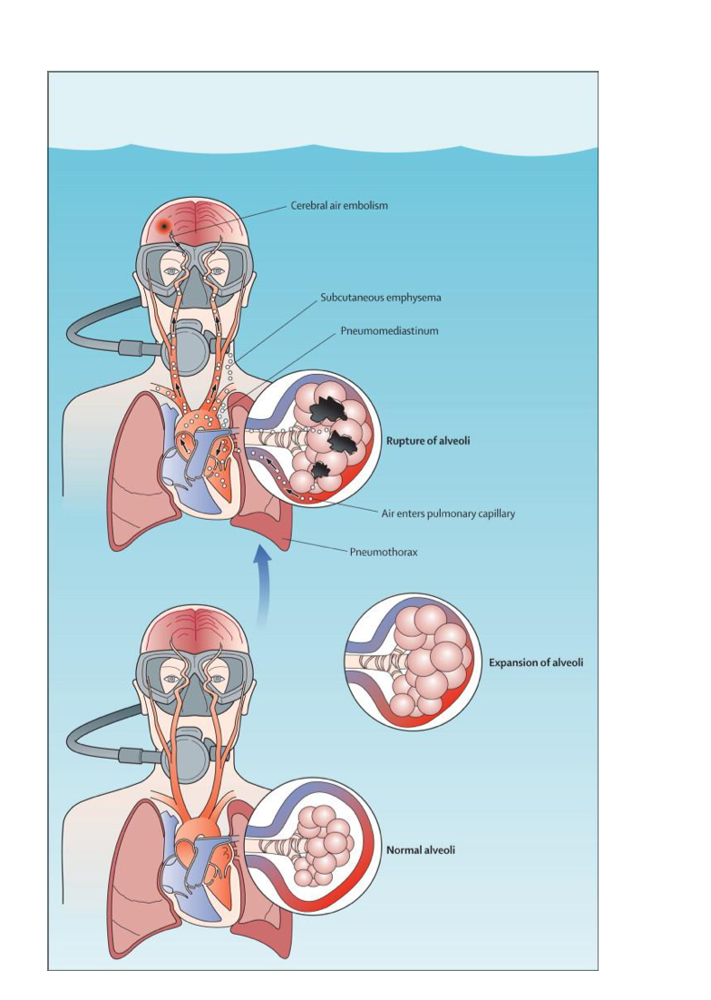 Cerebral air embolism
Subcutaneous emphysema
Pneumomediastinum
Rupture of alveoli
Air enters pulmonary capillary
Pneumothorax
Expansion of alveoli
Normal alveoli